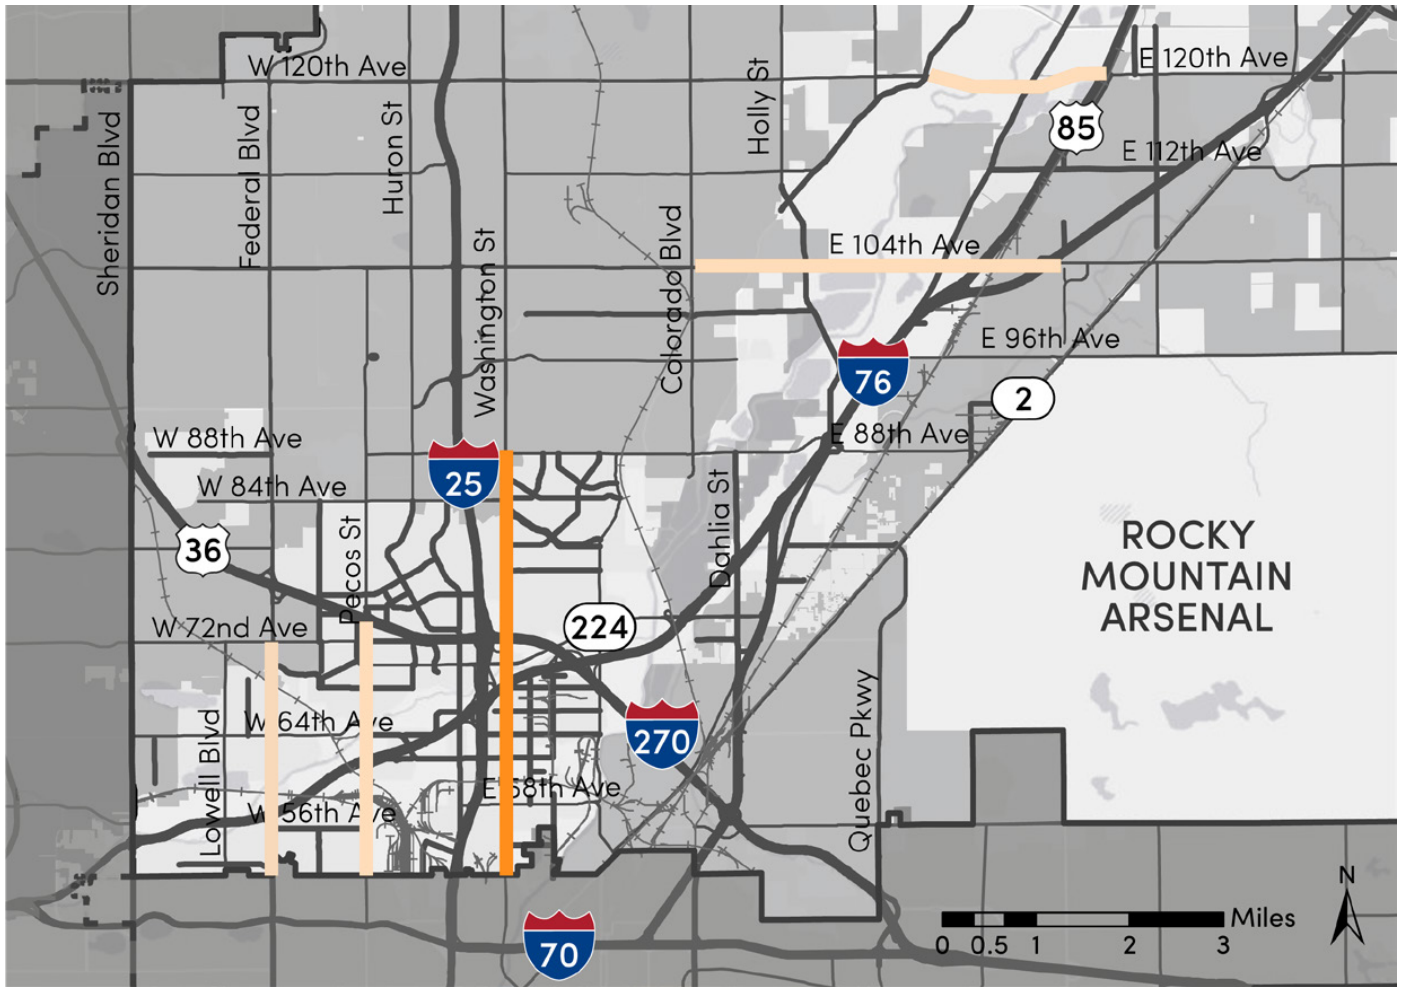 W 120th Ave
E 120th Ave
Holly St
Sheridan Blvd
Federal Blvd
Huron St
85
E 112th Ave
Washington St
Colorado Blvd
E 104th Ave
E 96th Ave
76
2
W 88th Ave
E 88th Ave
25
W 84th Ave
Dahlia St
36
Pecos St
ROCKY
MOUNTAIN
ARSENAL
W 72nd Ave
224
Lowell Blvd
W 64th Ave
270
Quebec Pkwy
E 58th Ave
W 56th Ave
70
N
Miles
0 0.5 1 2 3